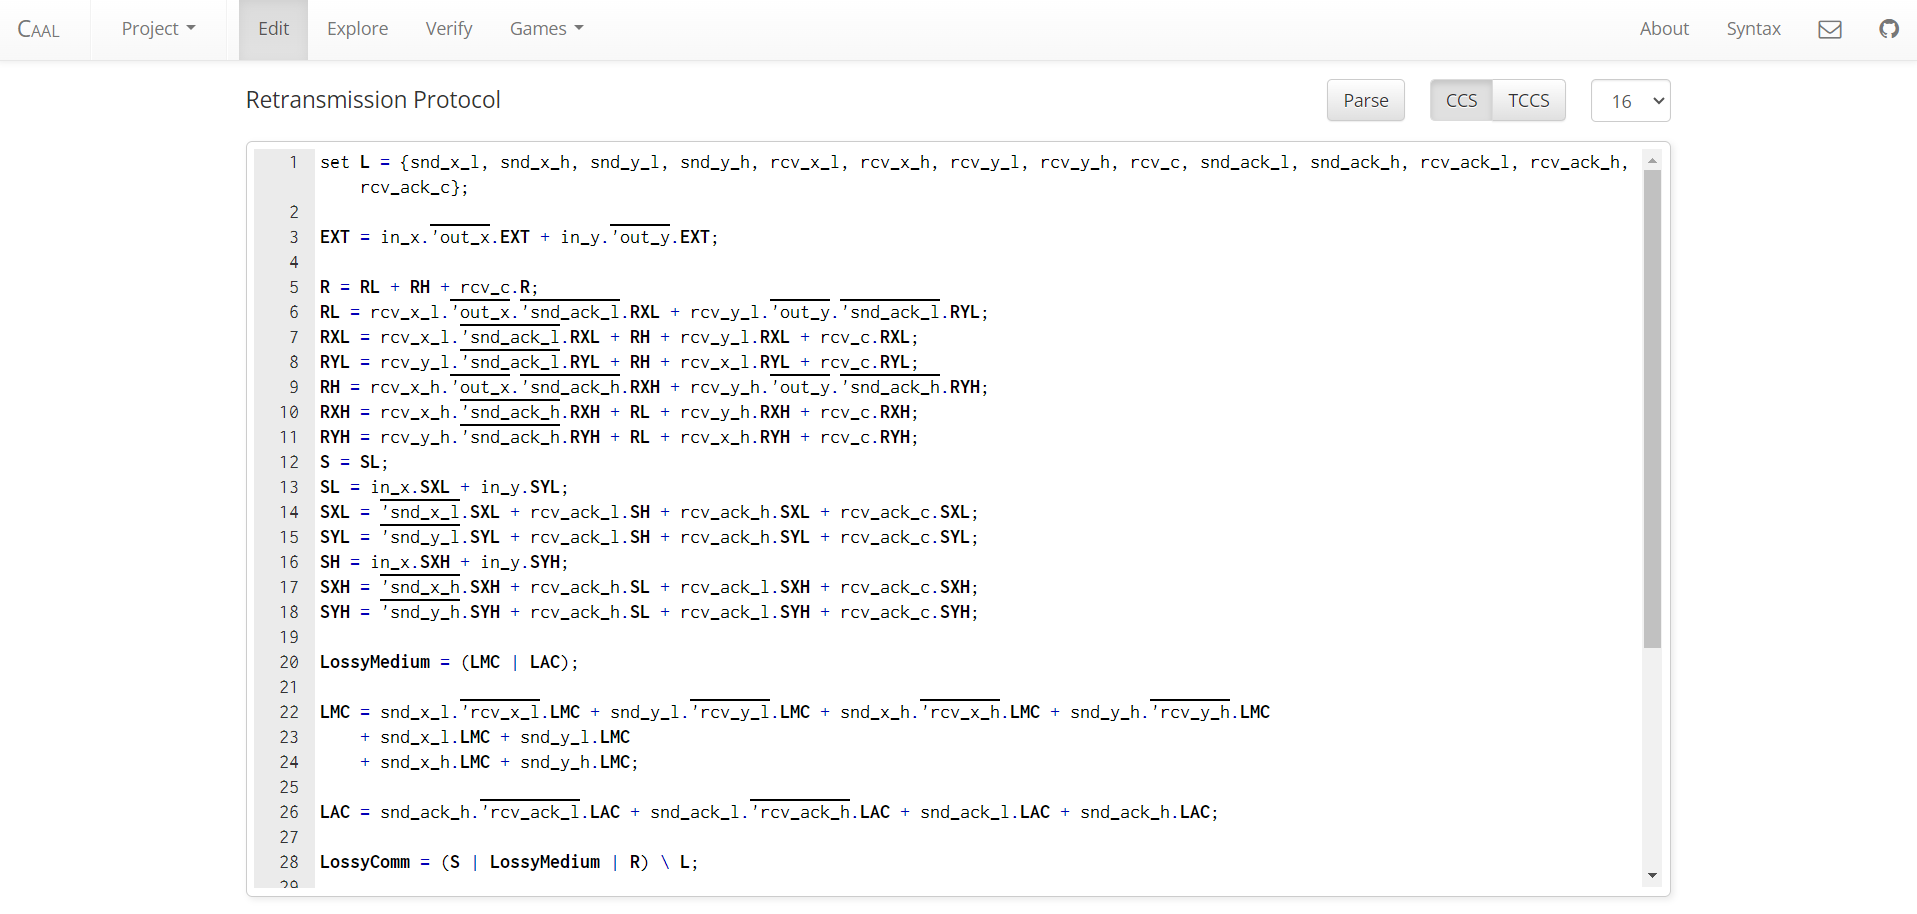 CAAL Project Edit Explore Verify Games About Syntax
Retransmission Protocol Parse CCS TCCS 16
1 set L = {snd_x_l, snd_x_h, snd_y_l, snd_y_h, rcv_x_l, rcv_x_h, rcv_y_l, rcv_y_h, rcv_c, snd_ack_l, snd_ack_h, rcv_ack_l, rcv_ack_h,
rcv_ack_c};
2
3 EXT = in_x.'out_x.EXT + in_y.'out_y.EXT;
4
5 R = RL + RH + rcv_c.R;
6 RL = rcv_x_l.'out_x.'snd_ack_l.RXL + rcv_y_l.'out_y.'snd_ack_l.RYL;
7 RXL = rcv_x_l.'snd_ack_l.RXL + RH + rcv_y_l.RXL + rcv_c.RXL;
8 RYL = rcv_y_l.'snd_ack_l.RYL + RH + rcv_x_l.RYL + rcv_c.RYL;
9 RH = rcv_x_h.'out_x.'snd_ack_h.RXH + rcv_y_h.'out_y.'snd_ack_h.RYH;
10 RXH = rcv_x_h.'snd_ack_h.RXH + RL + rcv_y_h.RXH + rcv_c.RXH;
11 RYH = rcv_y_h.'snd_ack_h.RYH + RL + rcv_x_h.RYH + rcv_c.RYH;
12 S = SL;
13 SL = in_x.SXL + in_y.SYL;
14 SXL = 'snd_x_l.SXL + rcv_ack_l.SH + rcv_ack_h.SXL + rcv_ack_c.SXL;
15 SYL = 'snd_y_l.SYL + rcv_ack_l.SH + rcv_ack_h.SYL + rcv_ack_c.SYL;
16 SH = in_x.SXH + in_y.SYH;
17 SXH = 'snd_x_h.SXH + rcv_ack_h.SL + rcv_ack_l.SXH + rcv_ack_c.SXH;
18 SYH = 'snd_y_h.SYH + rcv_ack_h.SL + rcv_ack_l.SYH + rcv_ack_c.SYH;
19
20 LossyMedium = (LMC | LAC);
21
22 LMC = snd_x_l.'rcv_x_l.LMC + snd_y_l.'rcv_y_l.LMC + snd_x_h.'rcv_x_h.LMC + snd_y_h.'rcv_y_h.LMC
23 + snd_x_l.LMC + snd_y_l.LMC
24 + snd_x_h.LMC + snd_y_h.LMC;
25
26 LAC = snd_ack_h.'rcv_ack_l.LAC + snd_ack_l.'rcv_ack_h.LAC + snd_ack_l.LAC + snd_ack_h.LAC;
27
28 LossyComm = (S | LossyMedium | R) \ L;
29